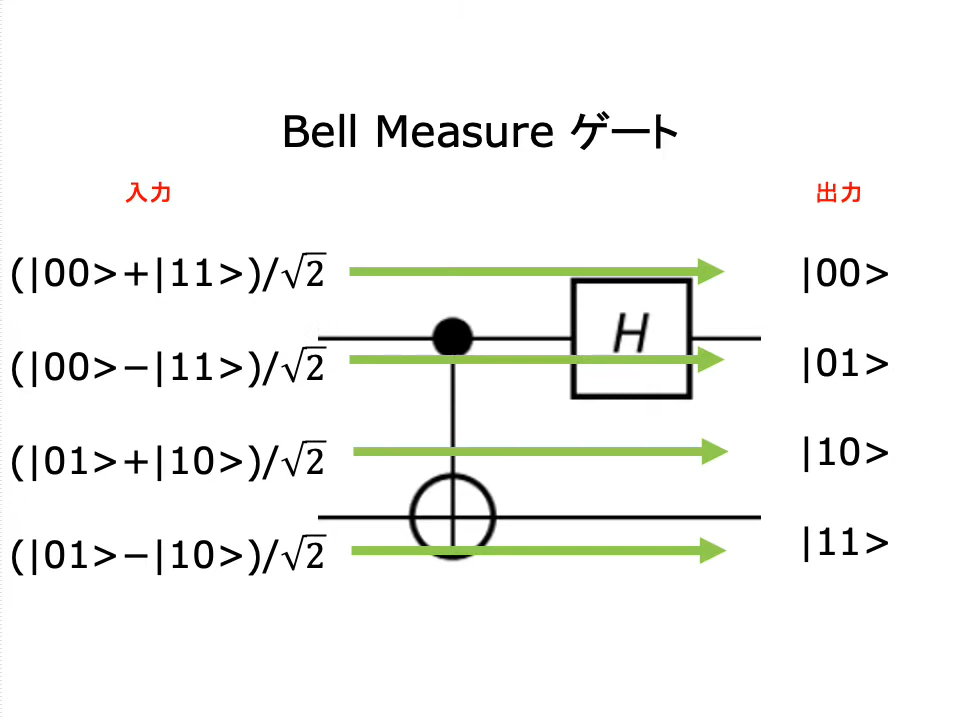 Bell Measure ゲート
入力 出力
(|00>+|11>)/√2 |00>
H
(|00>−|11>)/√2 |01>
(|01>+|10>)/√2 |10>
(|01>−|10>)/√2 |11>